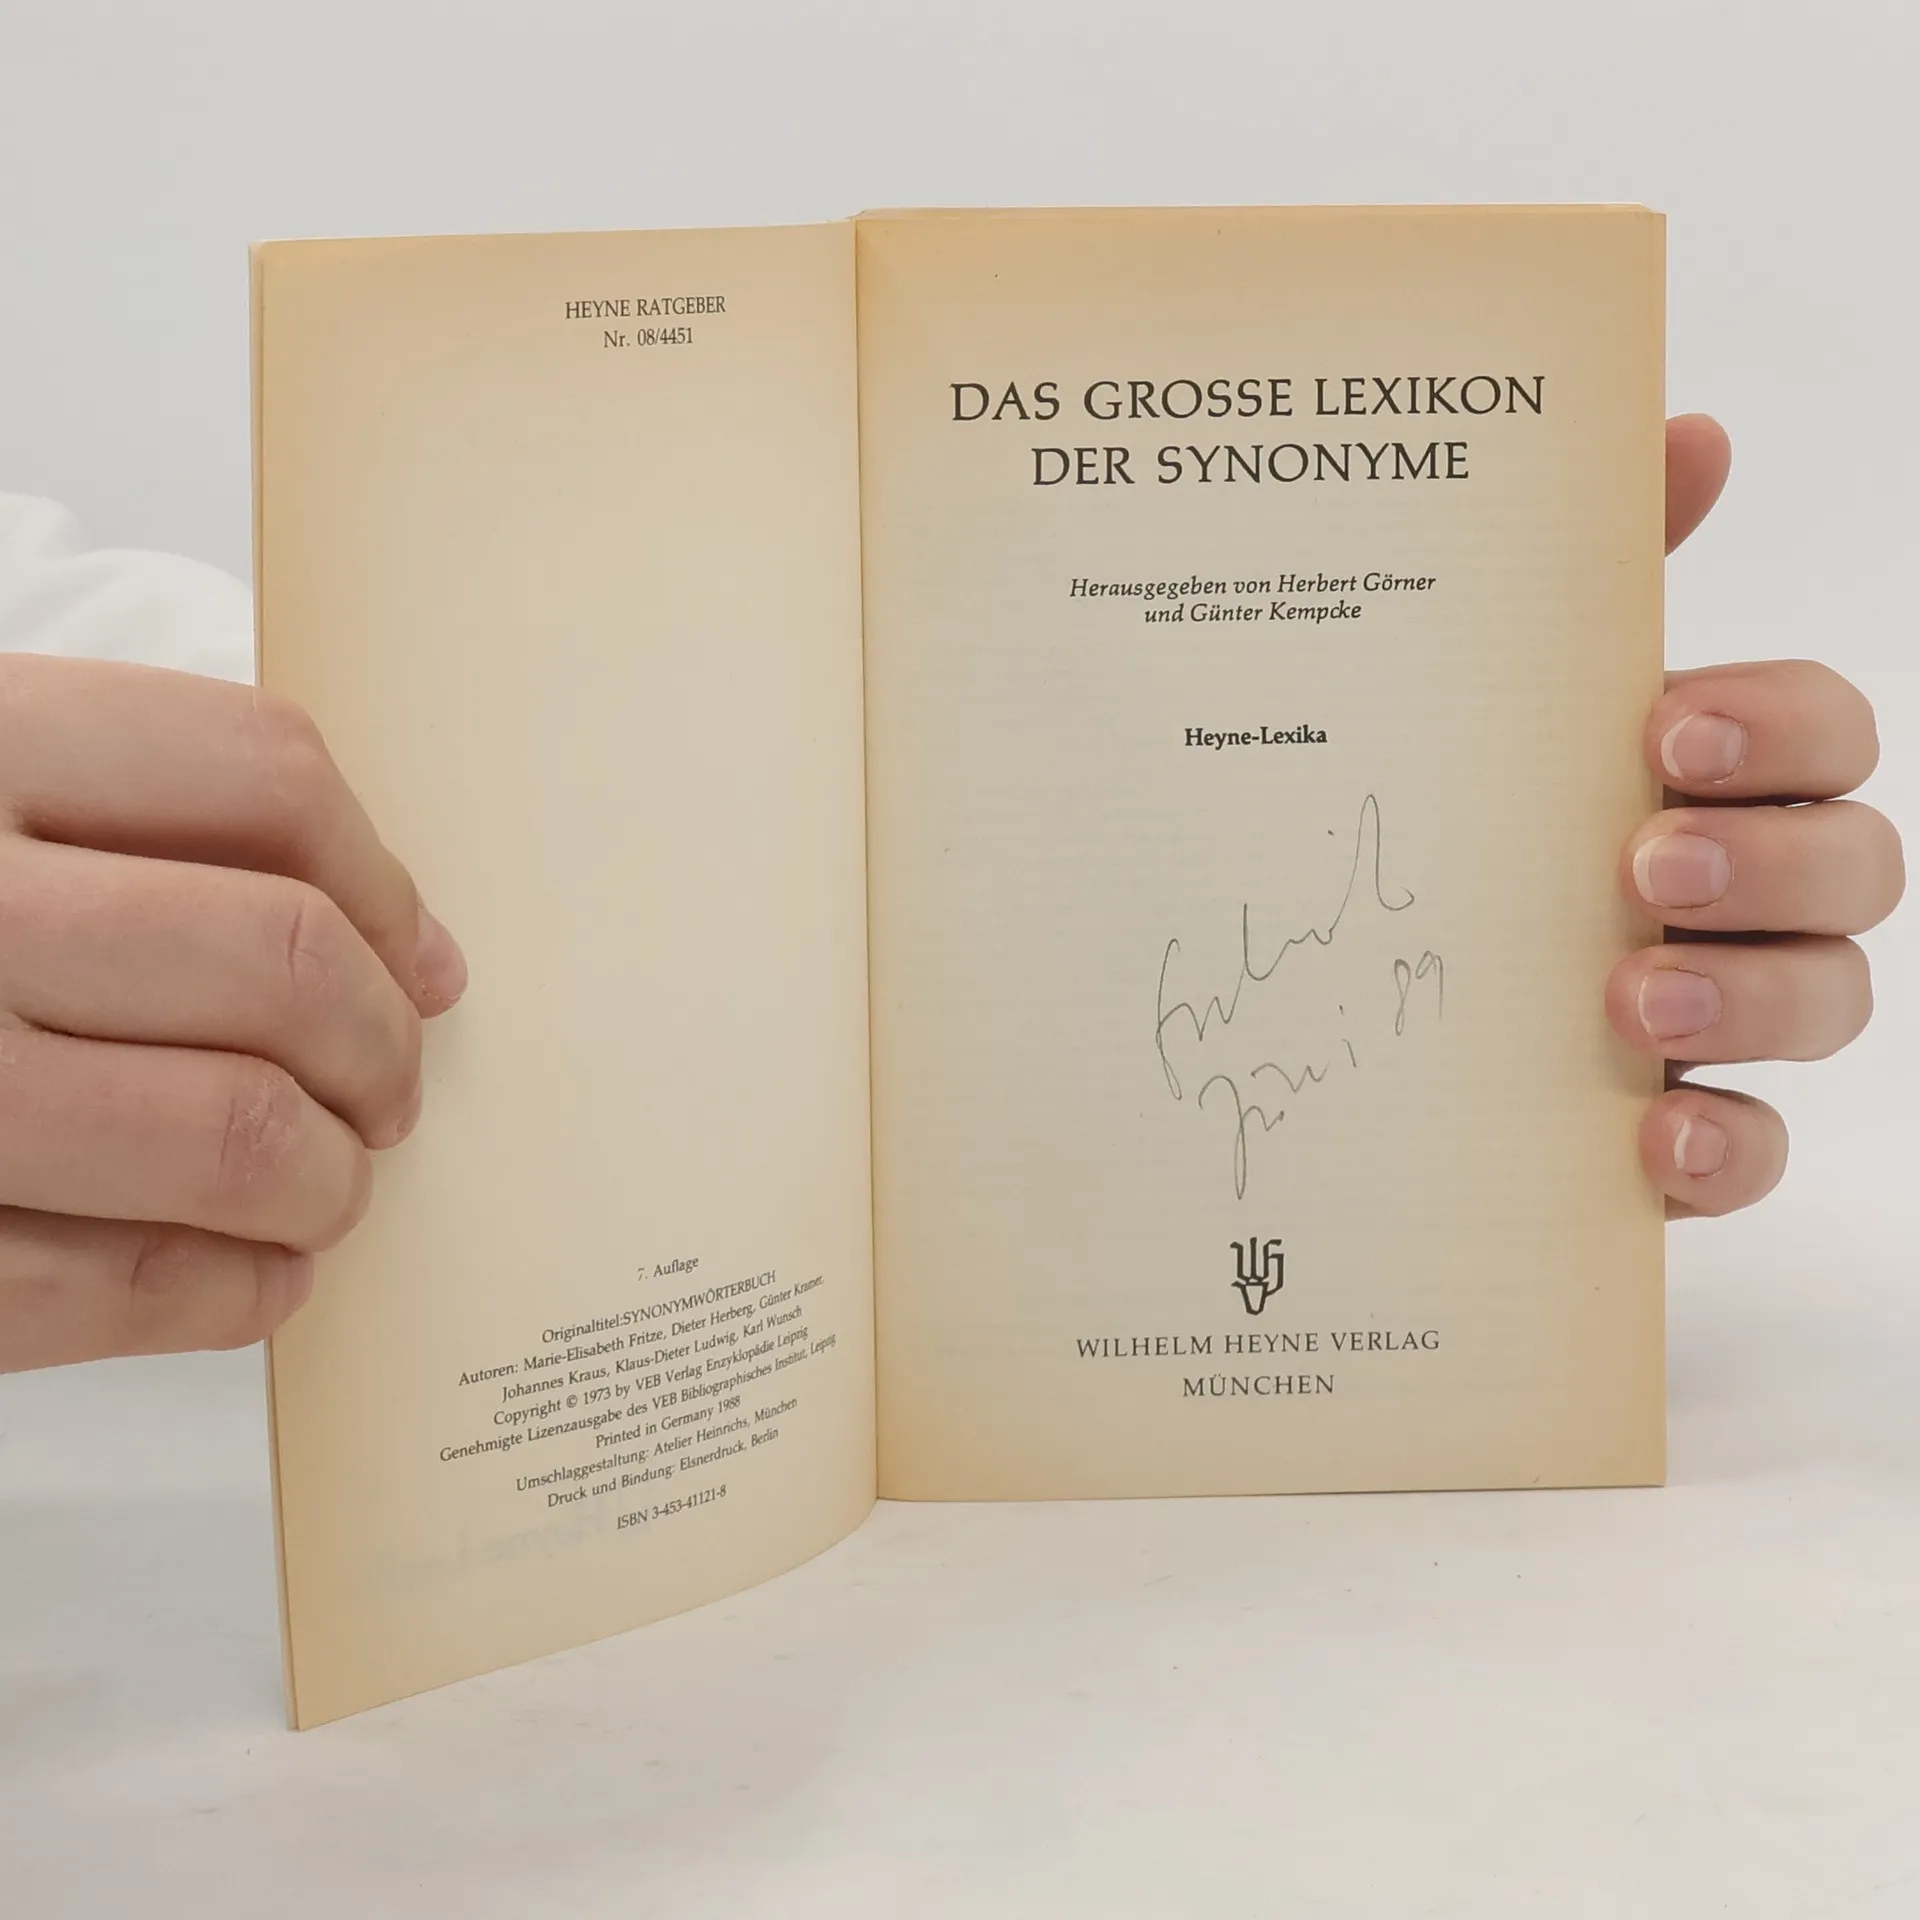 HEYNE RATGEBER
Nr. 08/4451
7. Auflage
Originaltitel:SYNONYMWÖRTERBUCH
Autoren: Marie-Elisabeth Fritze, Dieter Herberg, Günter Kramer,
Johannes Kraus, Klaus-Dieter Ludwig, Karl Wunsch
Copyright © 1973 by VEB Verlag Enzyklopädie Leipzig
Genehmigte Lizenzausgabe des VEB Bibliographisches Institut, Leipzig
Printed in Germany 1988
Umschlaggestaltung: Atelier Heinrichs, München
Druck und Bindung: Elsnerdruck, Berlin
ISBN 3-453-41121-8
DAS GROSSE LEXIKON
DER SYNONYME
Herausgegeben von Herbert Görner
und Günter Kempcke
Heyne-Lexika
89
WILHELM HEYNE VERLAG
MÜNCHEN